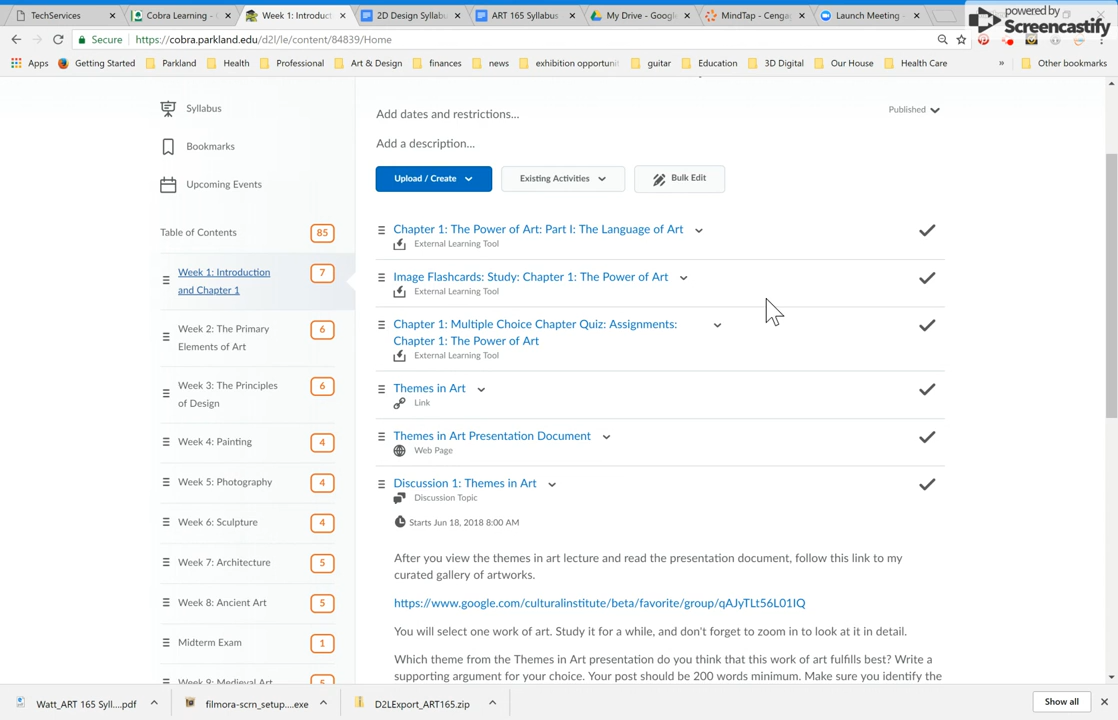 TechServices
Cobra Learning -
Week 1: Introduct
2D Design Syllabu
ART 165 Syllabus
My Drive - Google
MindTap - Cengag
Launch Meeting -
powered by
Screencastify
Secure
https://cobra.parkland.edu/d2l/le/content/84839/Home
Apps
Getting Started
Parkland
Health
Professional
Art & Design
finances
news
exhibition opportunit
guitar
Education
3D Digital
Our House
Health Care
»
Other bookmarks
Syllabus
Bookmarks
Upcoming Events
Table of Contents
85
Week 1: Introduction
and Chapter 1
7
Week 2: The Primary
Elements of Art
6
Week 3: The Principles
of Design
6
Week 4: Painting
4
Week 5: Photography
4
Week 6: Sculpture
4
Week 7: Architecture
5
Week 8: Ancient Art
5
Midterm Exam
1
Week 9: Medieval Art
Add dates and restrictions...
Published
Add a description...
Upload / Create
Existing Activities
Bulk Edit
Chapter 1: The Power of Art: Part I: The Language of Art
External Learning Tool
Image Flashcards: Study: Chapter 1: The Power of Art
External Learning Tool
Chapter 1: Multiple Choice Chapter Quiz: Assignments:
Chapter 1: The Power of Art
External Learning Tool
Themes in Art
Link
Themes in Art Presentation Document
Web Page
Discussion 1: Themes in Art
Discussion Topic
Starts Jun 18, 2018 8:00 AM
After you view the themes in art lecture and read the presentation document, follow this link to my
curated gallery of artworks.
https://www.google.com/culturalinstitute/beta/favorite/group/qAJyTLt56L01IQ
You will select one work of art. Study it for a while, and don't forget to zoom in to look at it in detail.
Which theme from the Themes in Art presentation do you think that this work of art fulfills best? Write a
supporting argument for your choice. Your post should be 200 words minimum. Make sure you identify the
Watt_ART 165 Syll....pdf
filmora-scrn_setup....exe
D2LExport_ART165.zip
Show all